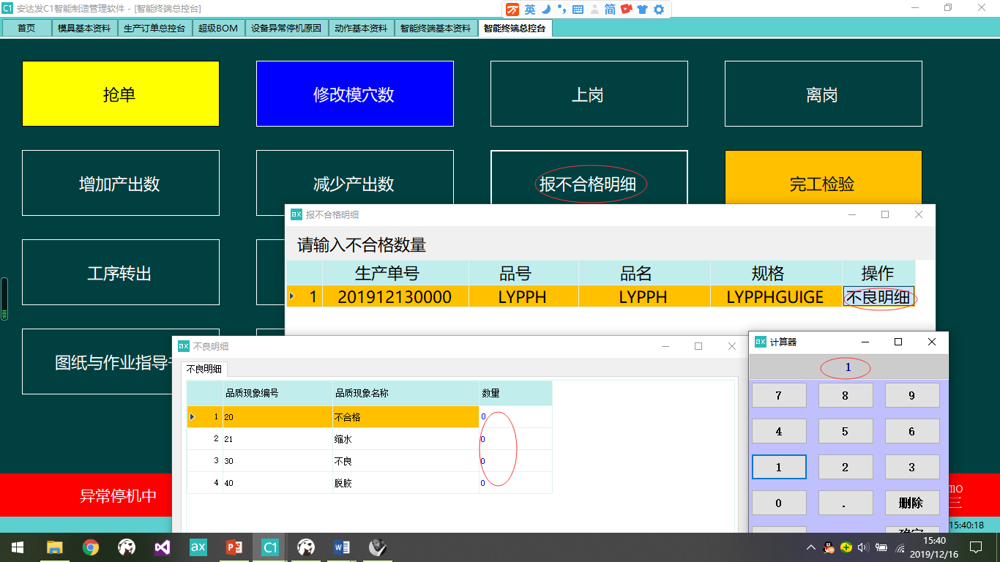 C1 安达发C1智能制造管理软件 - [智能终端总控台]
万 英 简
首页 模具基本资料 生产订单总控台 超级BOM 设备异常停机原因 动作基本资料 智能终端基本资料 智能终端总控台
抢单 修改模穴数 上岗 离岗
增加产出数 减少产出数 报不合格明细 完工检验
ax 报不合格明细
请输入不合格数量
生产单号 品号 品名 规格 操作
1 201912130000 LYPPH LYPPH LYPPHGUIGE 不良明细
工序转出
图纸与作业指导
ax 不良明细
不良明细
品质现象编号 品质现象名称 数量
1 20 不合格 0
2 21 缩水 0
3 30 不良 0
4 40 脱胶 0
ax 计算器
1
7 8 9
4 5 6
1 2 3
0 . 删除
确定
异常停机中
mo
三
15:40:18
ax C1
15:40
2019/12/16